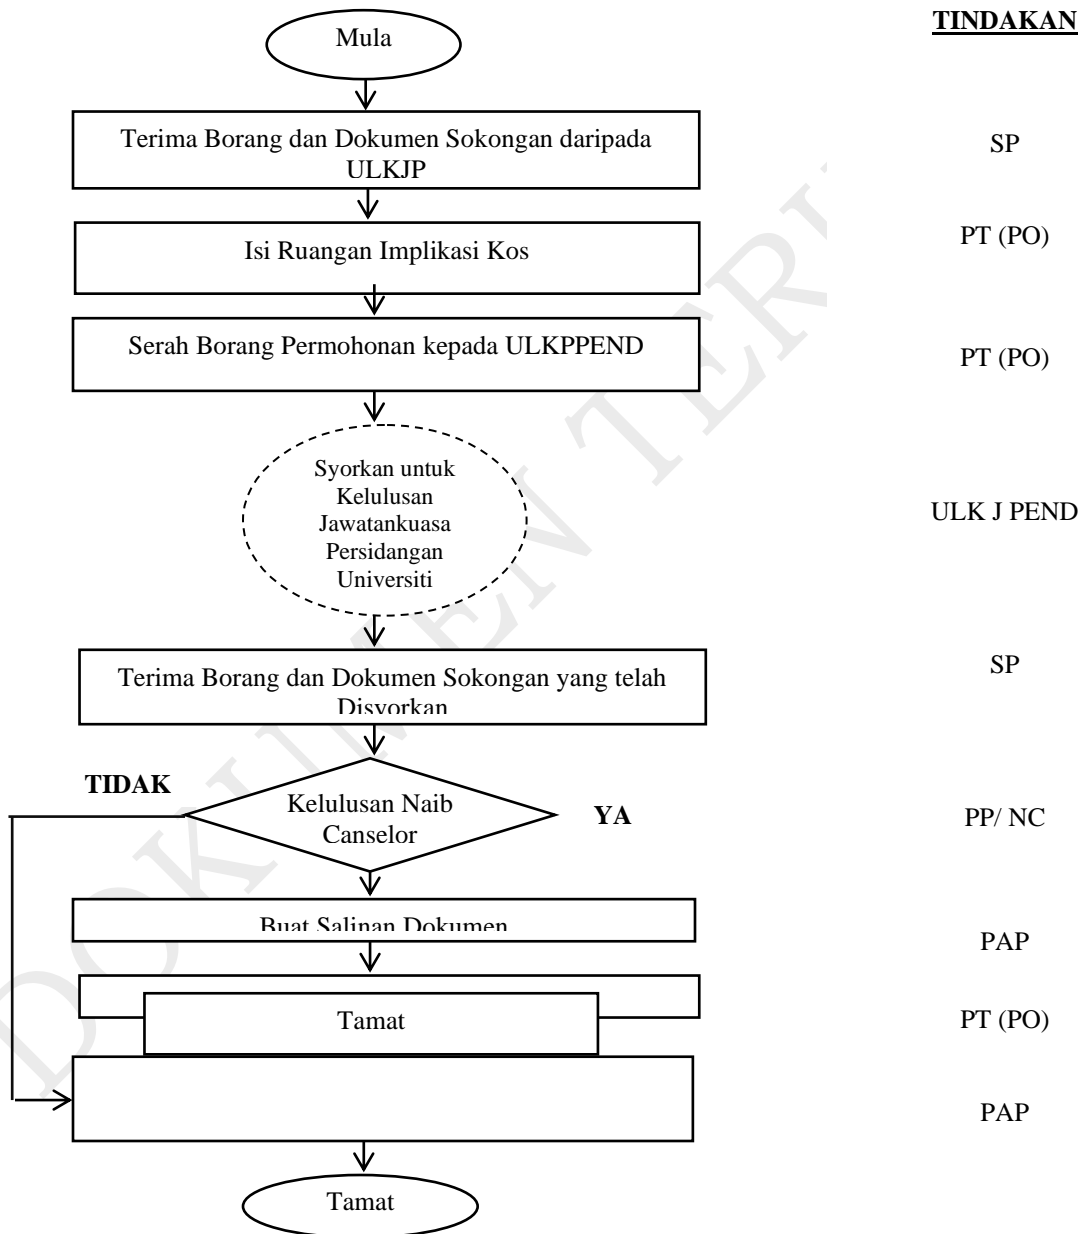 TINDAKAN
Mula
Terima Borang dan Dokumen Sokongan daripada
ULKJP
SP
Isi Ruangan Implikasi Kos
PT (PO)
Serah Borang Permohonan kepada ULKPPEND
PT (PO)
Syorkan untuk
Kelulusan
Jawatankuasa
Persidangan
Universiti
ULK J PEND
Terima Borang dan Dokumen Sokongan yang telah
Disyorkan
SP
TIDAK
Kelulusan Naib
Canselor
YA
PP/ NC
Buat Salinan Dokumen
PAP
Tamat
PT (PO)
PAP
Tamat
DOKUMEN TER